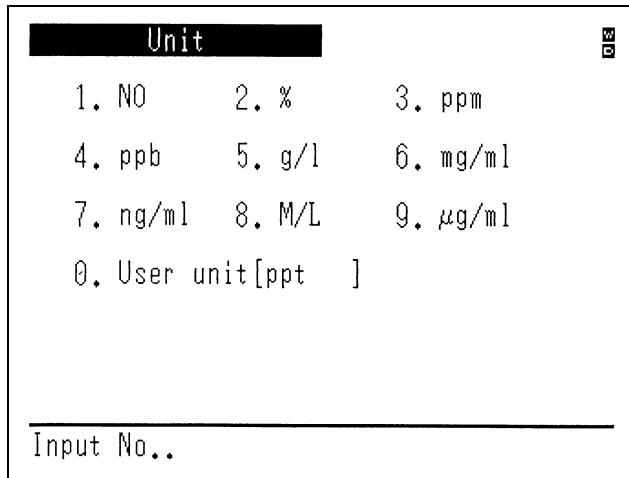 Unit
W
D
1. NO 2. % 3. ppm
4. ppb 5. g/l 6. mg/ml
7. ng/ml 8. M/L 9. μg/ml
0. User unit[ppt ]
Input No..